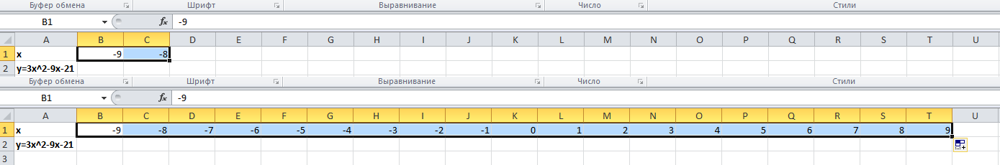 Буфер обмена Шрифт Выравнивание Число Стили
B1 fx -9
A B C D E F G H I J K L M N O P Q R S T U
1 x -9 -8
2 y=3x^2-9x-21
Буфер обмена Шрифт Выравнивание Число Стили
B1 fx -9
A B C D E F G H I J K L M N O P Q R S T U
1 x -9 -8 -7 -6 -5 -4 -3 -2 -1 0 1 2 3 4 5 6 7 8 9
2 y=3x^2-9x-21
3